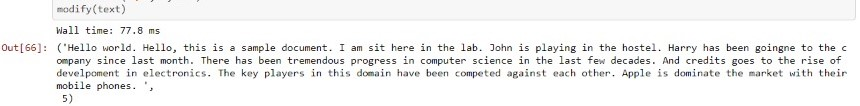 modify(text)
Wall time: 77.8 ms
Out[66]: ('Hello world. Hello, this is a sample document. I am sit here in the lab. John is playing in the hostel. Harry has been goingne to the c
ompany since last month. There has been tremendous progress in computer science in the last few decades. And credits goes to the rise of
develpoment in electronics. The key players in this domain have been competed against each other. Apple is dominate the market with their
mobile phones. ',
5)